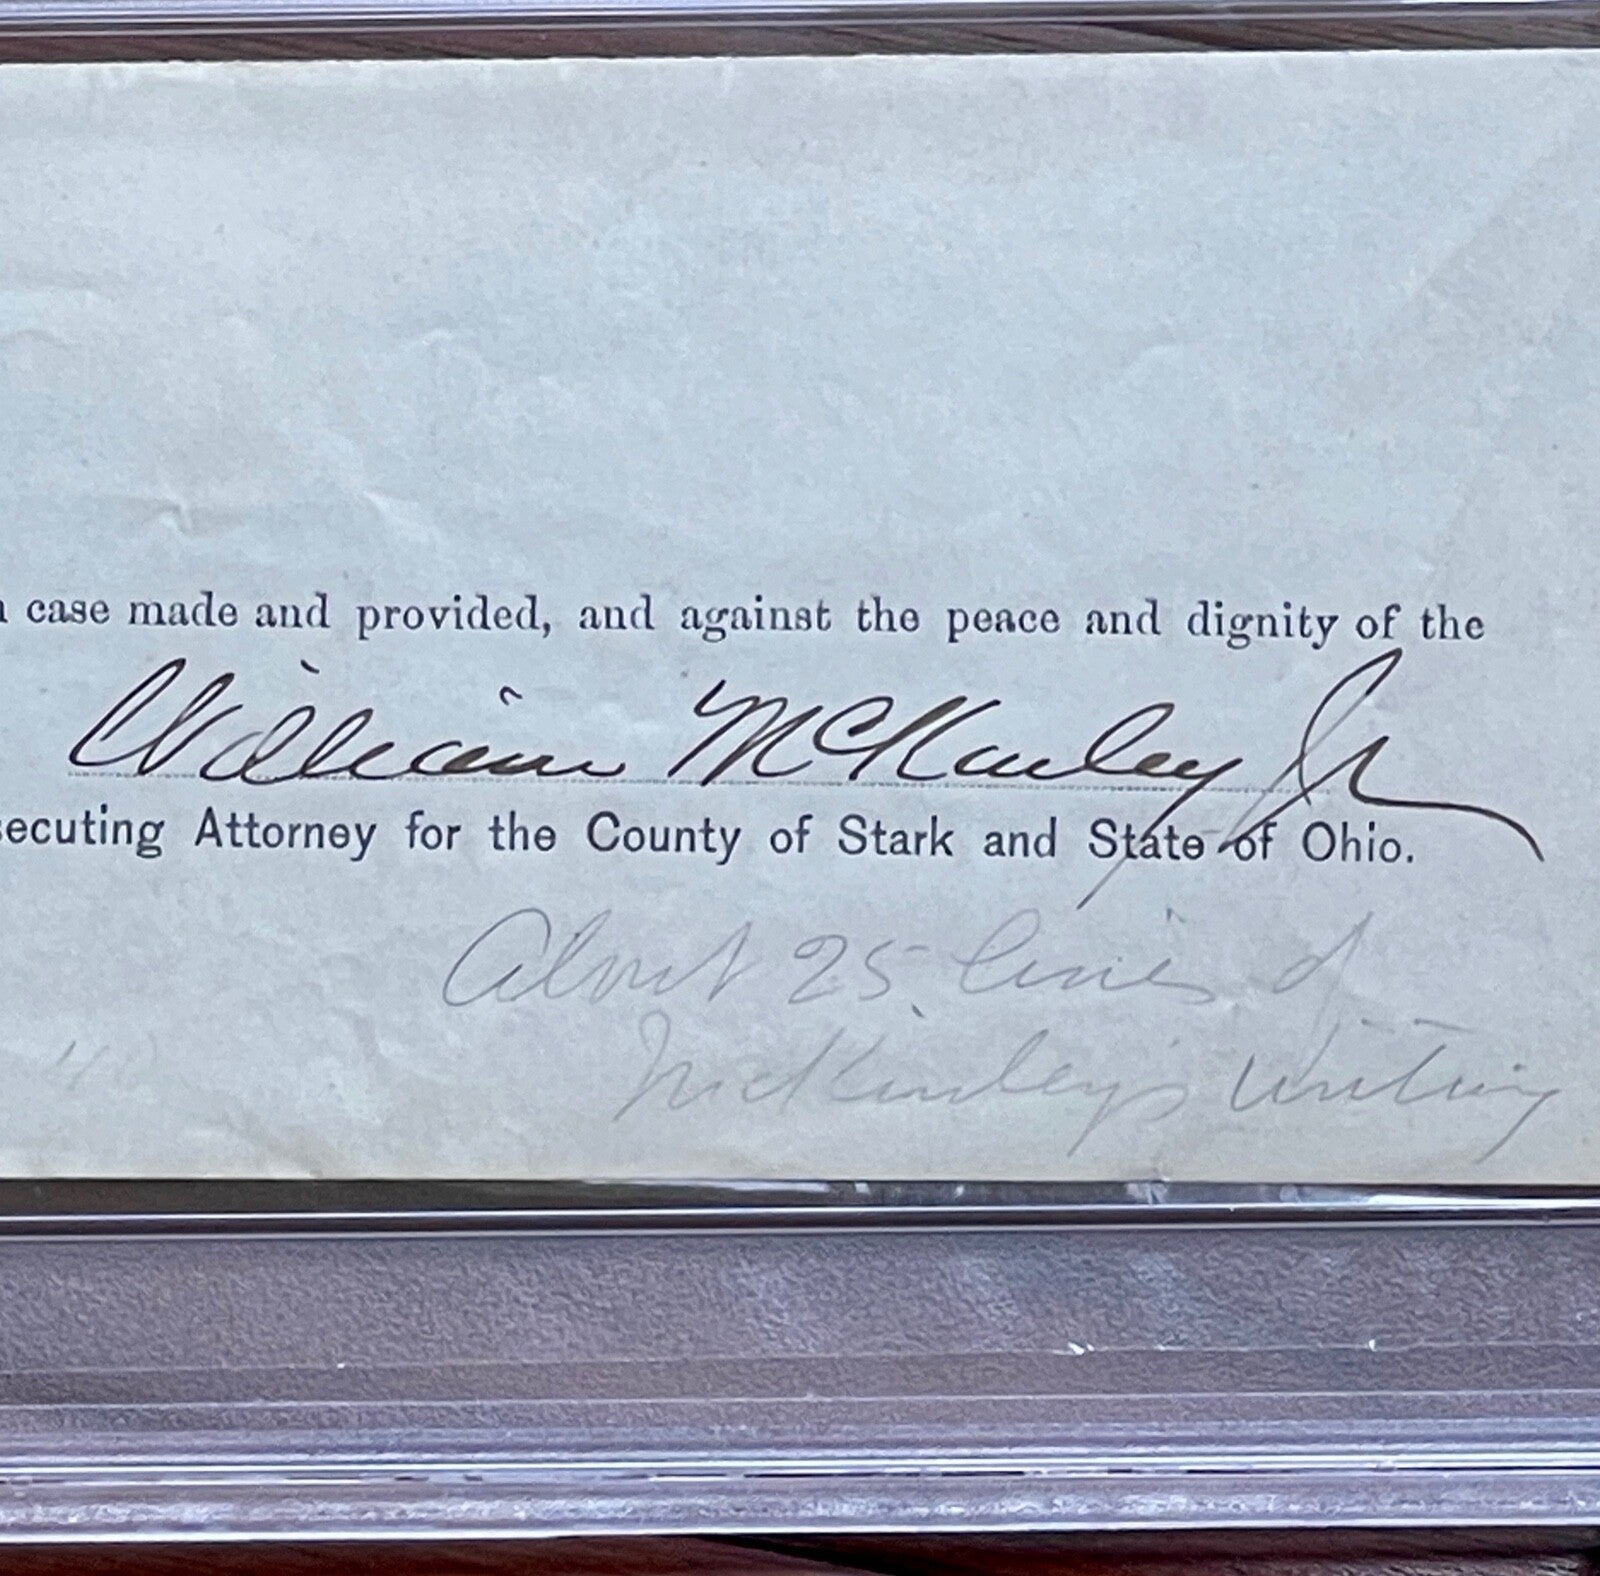 case made and provided, and against the peace and dignity of the
William McKinley Jr
secuting Attorney for the County of Stark and State of Ohio.
About 25 lines of
McKinley's writing